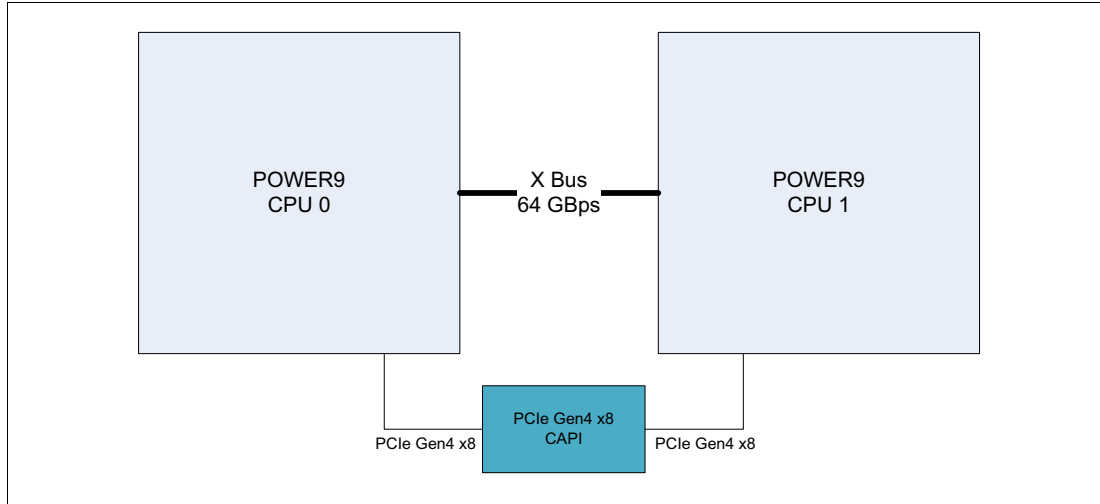 POWER9
CPU 0
X Bus
64 GBps
POWER9
CPU 1
PCIe Gen4 x8
CAPI
PCIe Gen4 x8
PCIe Gen4 x8